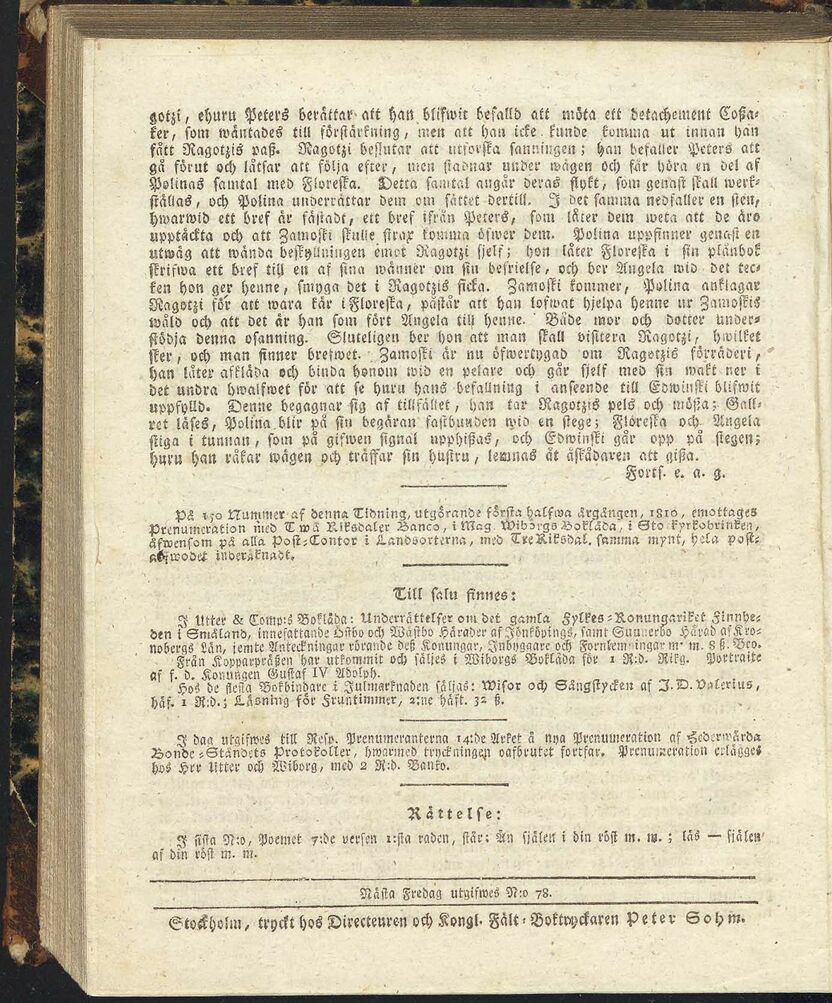 gotzi, ehuru Peters berättar att han blifwit befalld att möta ett detachement Coßa-
ker, som wäntades till förstärkning, men att han icke kunde komma ut innan han
fått Ragotzis paß. Ragotzi beslutar att utforska sanningen; han befaller Peters att
gå förut och låtsar att följa efter, men stadnar under wägen och får höra en del af
Polinas samtal med Floreska. Detta samtal angår deras flykt, som genast skall werk-
ställas, och Polina underrättar dem om sättet dertill. I det samma nedfaller en sten,
hwarwid ett bref är fästadt, ett bref ifrån Peters, som låter dem weta att de äro
upptäckta och att Zamoski skulle strax komma öfwer dem. Polina uppfinner genast en
utwäg att wända beskyllningen emot Ragotzi sjelf; hon låter Floreska i sin plånbok
skrifwa ett bref till en af sina wänner om sin befrielse, och ber Angela wid det tec-
ken hon ger henne, smyga det i Ragotzis ficka. Zamoski kommer, Polina anklagar
Ragotzi för att wara kär i Floreska, påstår att han lofwat hjelpa henne ur Zamoskis
wåld och att det är han som fört Angela till henne. Både mor och dotter under-
stödja denna osanning. Sluteligen ber hon att man skall visitera Ragotzi, hwilket
sker, och man finner brefwet. Zamoski är nu öfwertygad om Ragotzis förräderi,
han låter afkläda och binda honom wid en pelare och går sjelf med sin wakt ner i
det undra hwalfwet för att se huru hans befallning i anseende till Edwinski blifwit
uppfylld. Denne begagnar sig af tillfället, han tar Ragotzis pels och mößa; Gall-
ret låses, Polina blir på sin begäran fastbunden wid en stege; Floreska och Angela
stiga i tunnan, som på gifwen signal upphißas, och Edwinski går opp på stegen;
huru han råkar wägen och träffar sin hustru, lemnas åt åskådaren att gißa.
Forts. e. a. g.
På 150 Nummer af denna Tidning, utgörande första halfwa årgången, 1810, emottages
Prenumeration med Twå Riksdaler Banco, i Mag. Wiborgs Boklåda, i Sto kyrkobrinken,
äfwensom på alla Post-Contor i Landsorterna, med Tre Riksdal. samma mynt, hela post-
arfwodet inderäknadt.
Till salu finnes:
I Utter & Comp:s Boklåda: Underrättelser om det gamla Fylkes-Konungariket Finnhe-
den i Småland, innefattande Östbo och Wästbo Härader af Jönköpings, samt Sunnerbo Härad af Kro-
nobergs Län, jemte Anteckningar rörande deß Konungar, Inbyggare och Fornlemningar m. m. 8 ß. Bco.
Från Kopparpräßen har utkommit och säljes i Wiborgs Boklåda för 1 R:d. Rikg. Portraite
af f. d. Konungen Gustaf IV Adolph.
Hos de flesta Bokbindare i Julmarknaden säljas: Wisor och Sångstycken af J. D. Valerius,
häf. 1 R:d.; Läsning för Fruntimmer, 2:ne häft. 32 ß.
I dag utgifwes till Resp. Prenumeranterna 14:de Arket å nya Prenumeration af Hederwärda
Bonde-Ståndets Protokoller, hwarmed tryckningen oafbrutet fortfar. Prenumeration erlägges
hos Hrr Utter och Wiborg, med 2 R:d. Banko.
Rättelse:
I sista N:o, Poemet 7:de versen 1:sta raden, står: Än själen i din röst m. m.; läs — själen
af din röst m. m.
Nästa Fredag utgifwes N:o 78.
Stockholm, tryckt hos Directeuren och Kongl. Fält-Boktryckaren Peter Sohm.